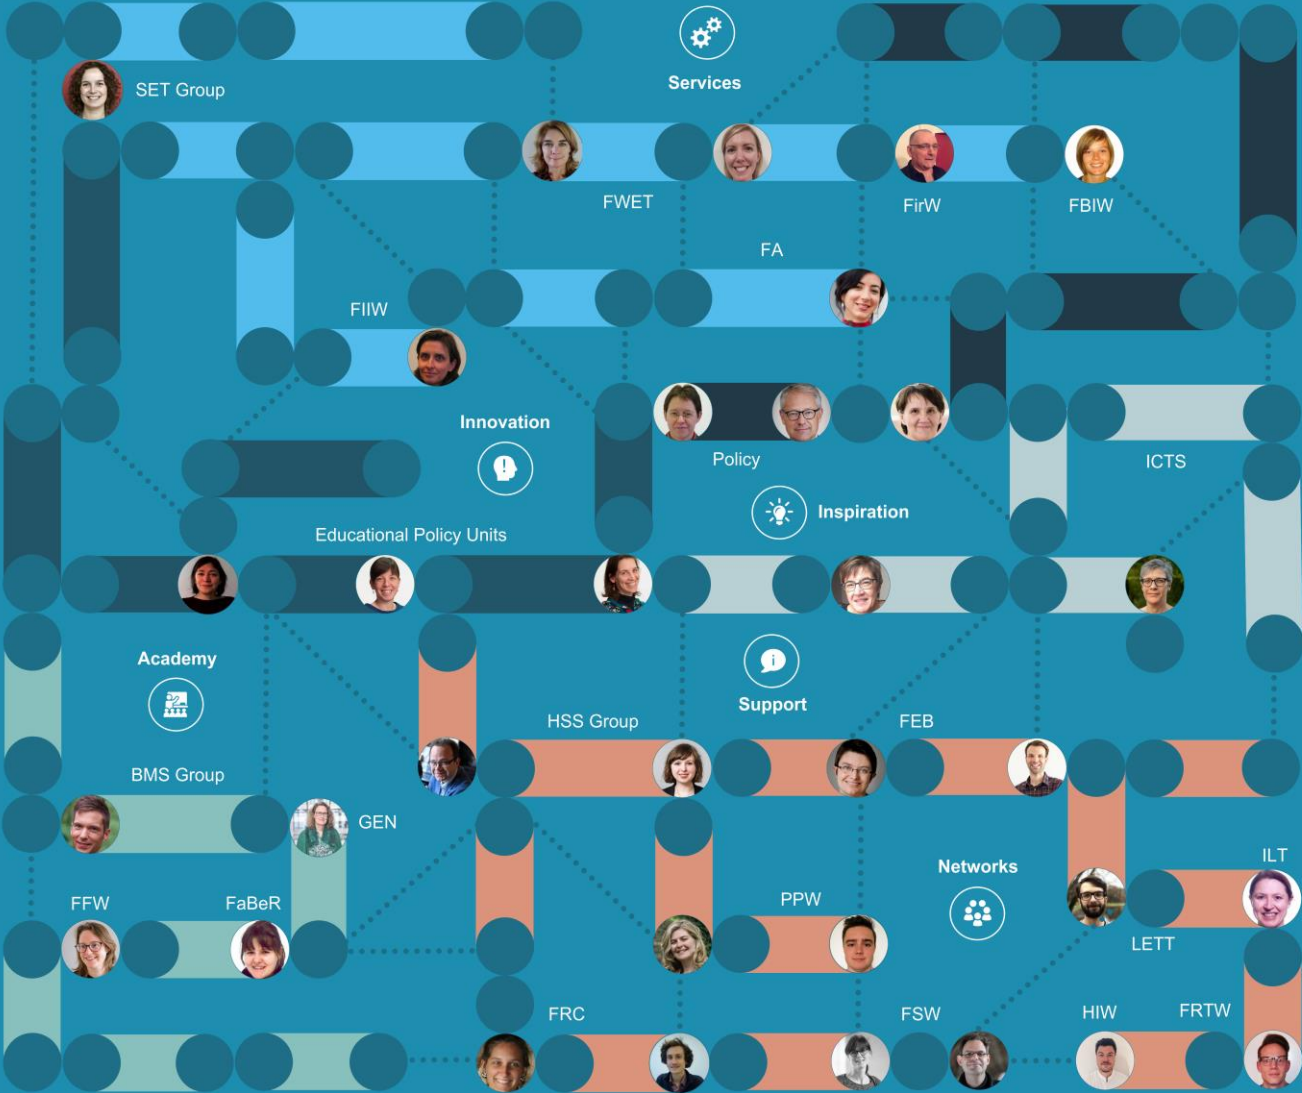 Services
SET Group
FWET
FirW
FBIW
FA
FIIW
Innovation
Policy
ICTS
Inspiration
Educational Policy Units
Academy
Support
HSS Group
FEB
BMS Group
GEN
Networks
ILT
FFW
FaBeR
PPW
LETT
FRC
FSW
HIW
FRTW